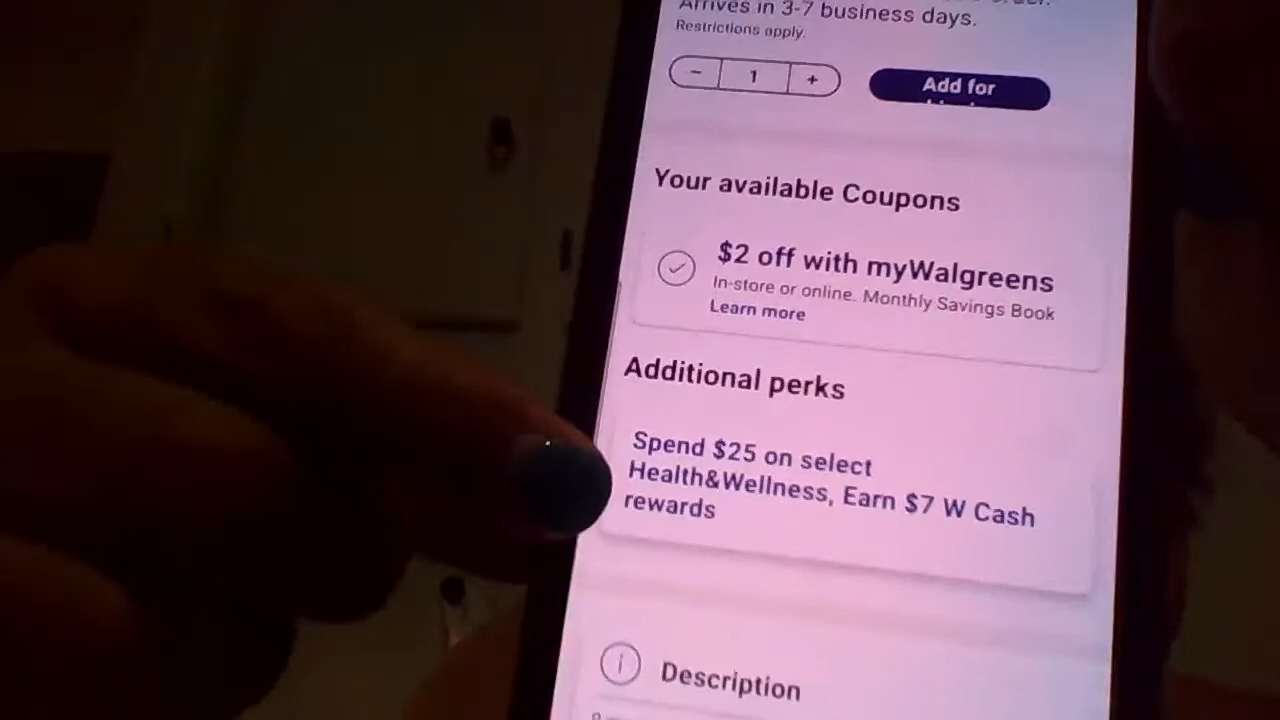 Arrives in 3-7 business days.
Restrictions apply.
− 1 +
Add for
Your available Coupons
$2 off with myWalgreens
In-store or online. Monthly Savings Book
Learn more
Additional perks
Spend $25 on select
Health&Wellness, Earn $7 W Cash
rewards
Description